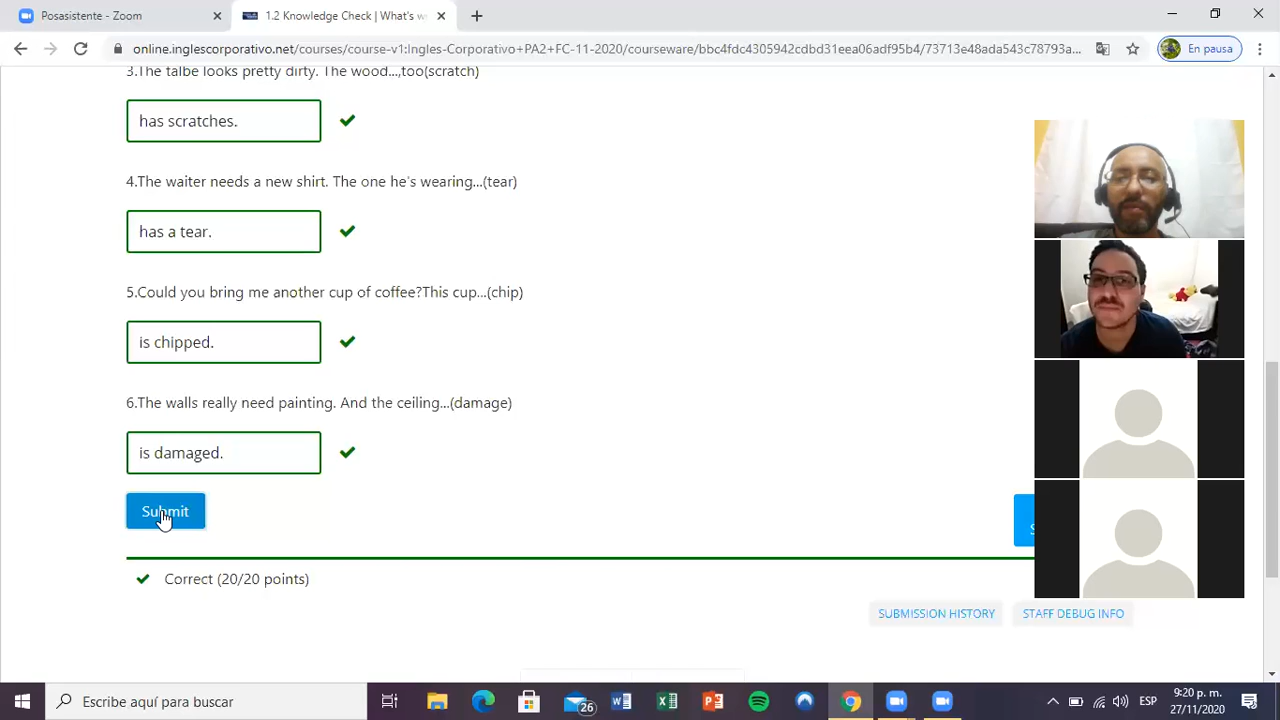 Posasistente - Zoom
1.2 Knowledge Check | What's w
online.inglescorporativo.net/courses/course-v1:Ingles-Corporativo+PA2+FC-11-2020/courseware/bbc4fdc4305942cdbd31eea06adf95b4/73713e48ada543c78793a...
En pausa
3.The talbe looks pretty dirty. The wood...,too(scratch)
has scratches.
4.The waiter needs a new shirt. The one he's wearing...(tear)
has a tear.
5.Could you bring me another cup of coffee?This cup...(chip)
is chipped.
6.The walls really need painting. And the ceiling...(damage)
is damaged.
Submit
Correct (20/20 points)
SUBMISSION HISTORY
STAFF DEBUG INFO
Escribe aquí para buscar
26
ESP
9:20 p. m.
27/11/2020